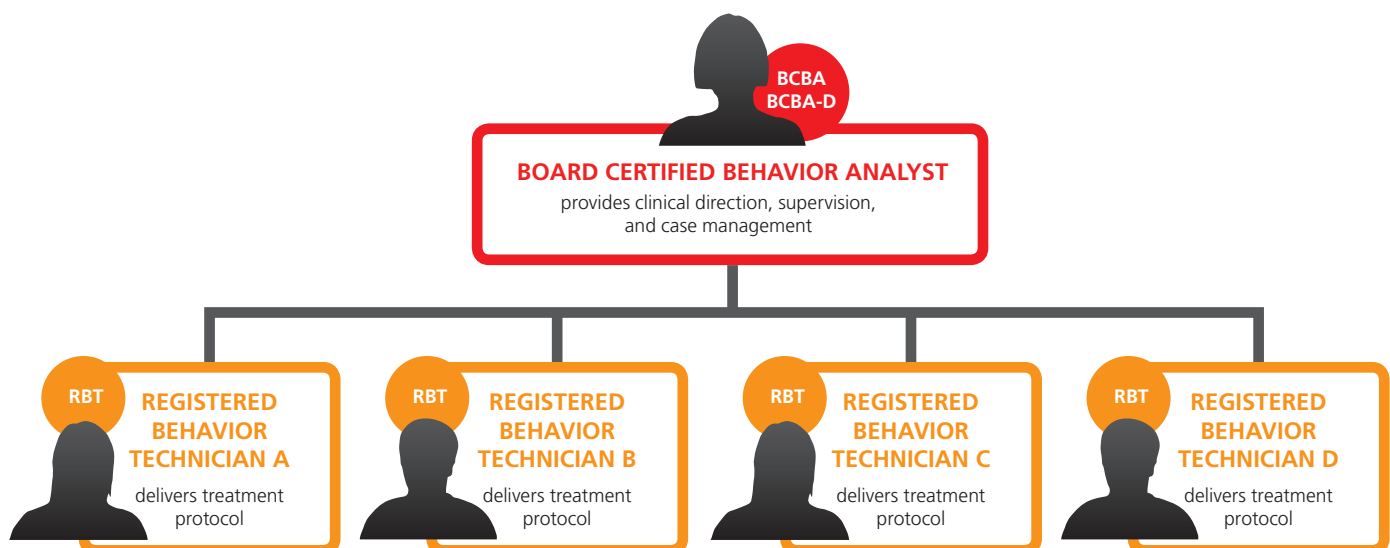 BCBA
BCBA-D
BOARD CERTIFIED BEHAVIOR ANALYST
provides clinical direction, supervision,
and case management
RBT
REGISTERED
BEHAVIOR
TECHNICIAN A
delivers treatment
protocol
RBT
REGISTERED
BEHAVIOR
TECHNICIAN B
delivers treatment
protocol
RBT
REGISTERED
BEHAVIOR
TECHNICIAN C
delivers treatment
protocol
RBT
REGISTERED
BEHAVIOR
TECHNICIAN D
delivers treatment
protocol